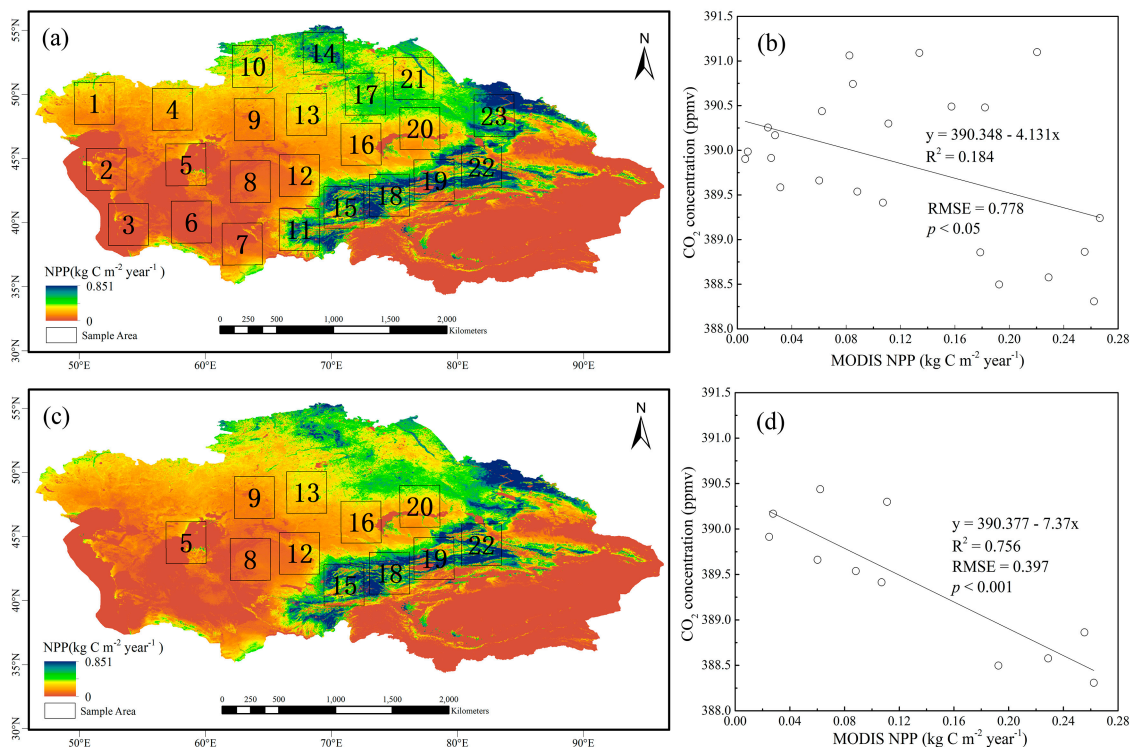 (a)
N
55°N
50°N
45°N
40°N
35°N
30°N
1
2
3
4
5
6
7
8
9
10
11
12
13
14
15
16
17
18
19
20
21
22
23
NPP(kg C m⁻² year⁻¹)
0.851
0
Sample Area
0 250 500 1,000 1,500 2,000
Kilometers
50°E 60°E 70°E 80°E 90°E
(b)
CO₂ concentration (ppmv)
391.5
391.0
390.5
390.0
389.5
389.0
388.5
388.0
y = 390.348 - 4.131x
R² = 0.184
RMSE = 0.778
p < 0.05
0.00 0.04 0.08 0.12 0.16 0.20 0.24 0.28
MODIS NPP (kg C m⁻² year⁻¹)
(c)
N
55°N
50°N
45°N
40°N
35°N
30°N
5
8
9
12
13
15
16
18
19
20
22
NPP(kg C m⁻² year⁻¹)
0.851
0
Sample Area
0 250 500 1,000 1,500 2,000
Kilometers
50°E 60°E 70°E 80°E 90°E
(d)
CO₂ concentration (ppmv)
391.5
391.0
390.5
390.0
389.5
389.0
388.5
388.0
y = 390.377 - 7.37x
R² = 0.756
RMSE = 0.397
p < 0.001
0.00 0.04 0.08 0.12 0.16 0.20 0.24 0.28
MODIS NPP (kg C m⁻² year⁻¹)